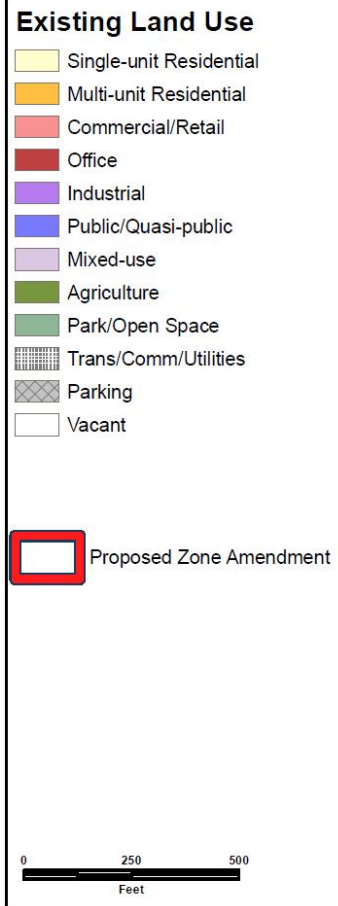 Existing Land Use
Single-unit Residential
Multi-unit Residential
Commercial/Retail
Office
Industrial
Public/Quasi-public
Mixed-use
Agriculture
Park/Open Space
Trans/Comm/Utilities
Parking
Vacant
Proposed Zone Amendment
0 250 500
Feet